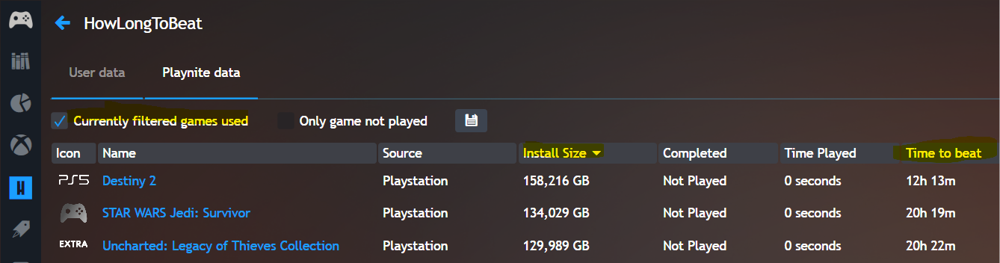 HowLongToBeat
User data Playnite data
Currently filtered games used Only game not played
Icon Name Source Install Size Completed Time Played Time to beat
PS5 Destiny 2 Playstation 158,216 GB Not Played 0 seconds 12h 13m
STAR WARS Jedi: Survivor Playstation 134,029 GB Not Played 0 seconds 20h 19m
EXTRA Uncharted: Legacy of Thieves Collection Playstation 129,989 GB Not Played 0 seconds 20h 22m
H